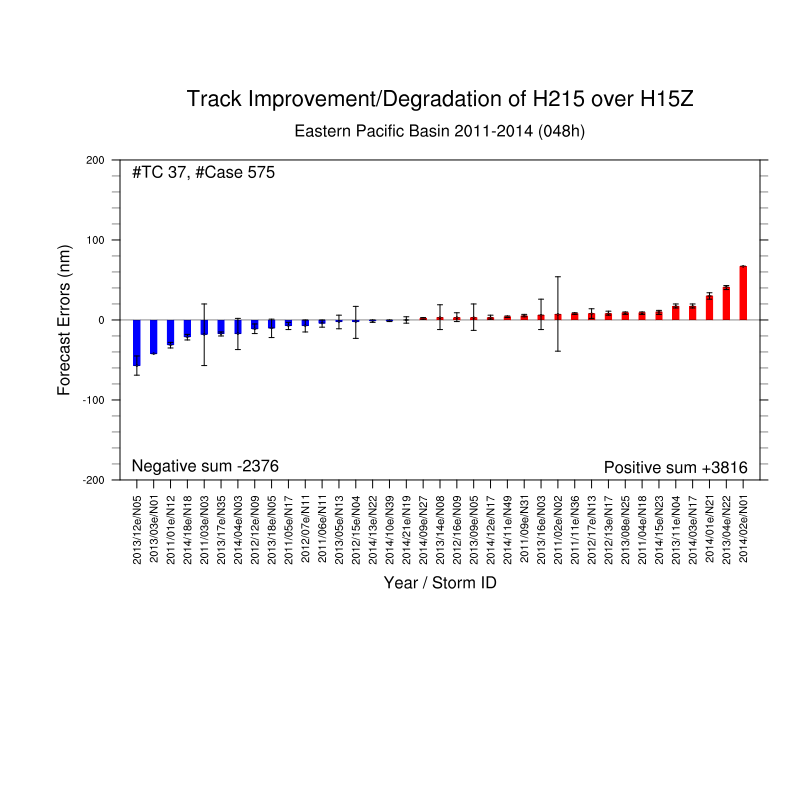 Track Improvement/Degradation of H215 over H15Z
Eastern Pacific Basin 2011-2014 (048h)
#TC 37, #Case 575
200
100
0
-100
-200
Forecast Errors (nm)
Negative sum -2376
Positive sum +3816
2013/12e/N05
2013/03e/N01
2011/01e/N12
2014/18e/N18
2011/03e/N03
2013/17e/N35
2014/04e/N03
2012/12e/N09
2013/18e/N05
2011/05e/N17
2012/07e/N11
2011/06e/N11
2013/05e/N13
2012/15e/N04
2014/13e/N22
2014/10e/N39
2014/21e/N19
2014/09e/N27
2013/14e/N08
2012/16e/N09
2013/09e/N05
2014/12e/N17
2014/11e/N49
2011/09e/N31
2013/16e/N03
2011/02e/N02
2011/11e/N36
2012/17e/N13
2012/13e/N17
2013/08e/N25
2011/04e/N18
2014/15e/N23
2013/11e/N04
2014/03e/N17
2014/01e/N21
2013/04e/N22
2014/02e/N01
Year / Storm ID